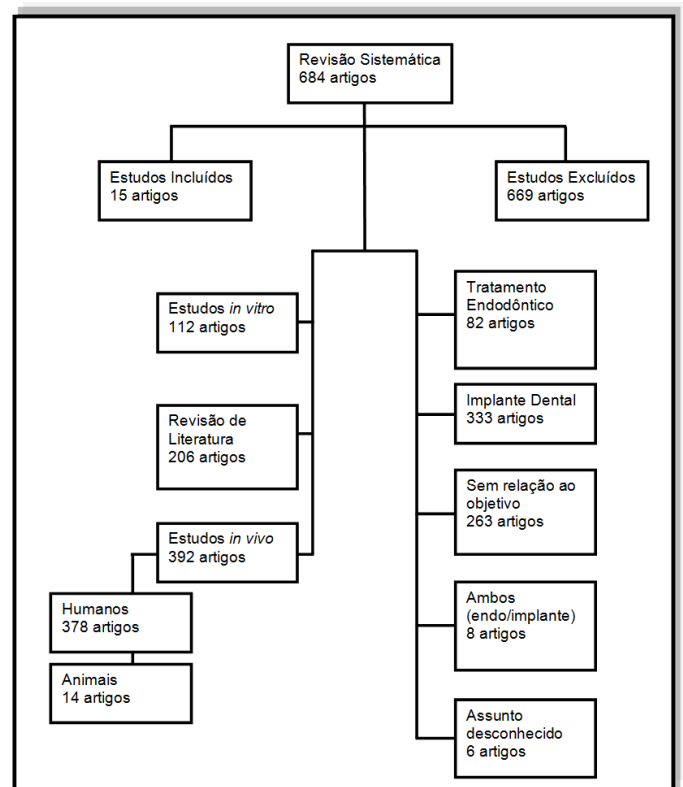 Revisão Sistemática
684 artigos
Estudos Incluídos
15 artigos
Estudos Excluídos
669 artigos
Estudos in vitro
112 artigos
Revisão de
Literatura
206 artigos
Estudos in vivo
392 artigos
Humanos
378 artigos
Animais
14 artigos
Tratamento
Endodôntico
82 artigos
Implante Dental
333 artigos
Sem relação ao
objetivo
263 artigos
Ambos
(endo/implante)
8 artigos
Assunto
desconhecido
6 artigos